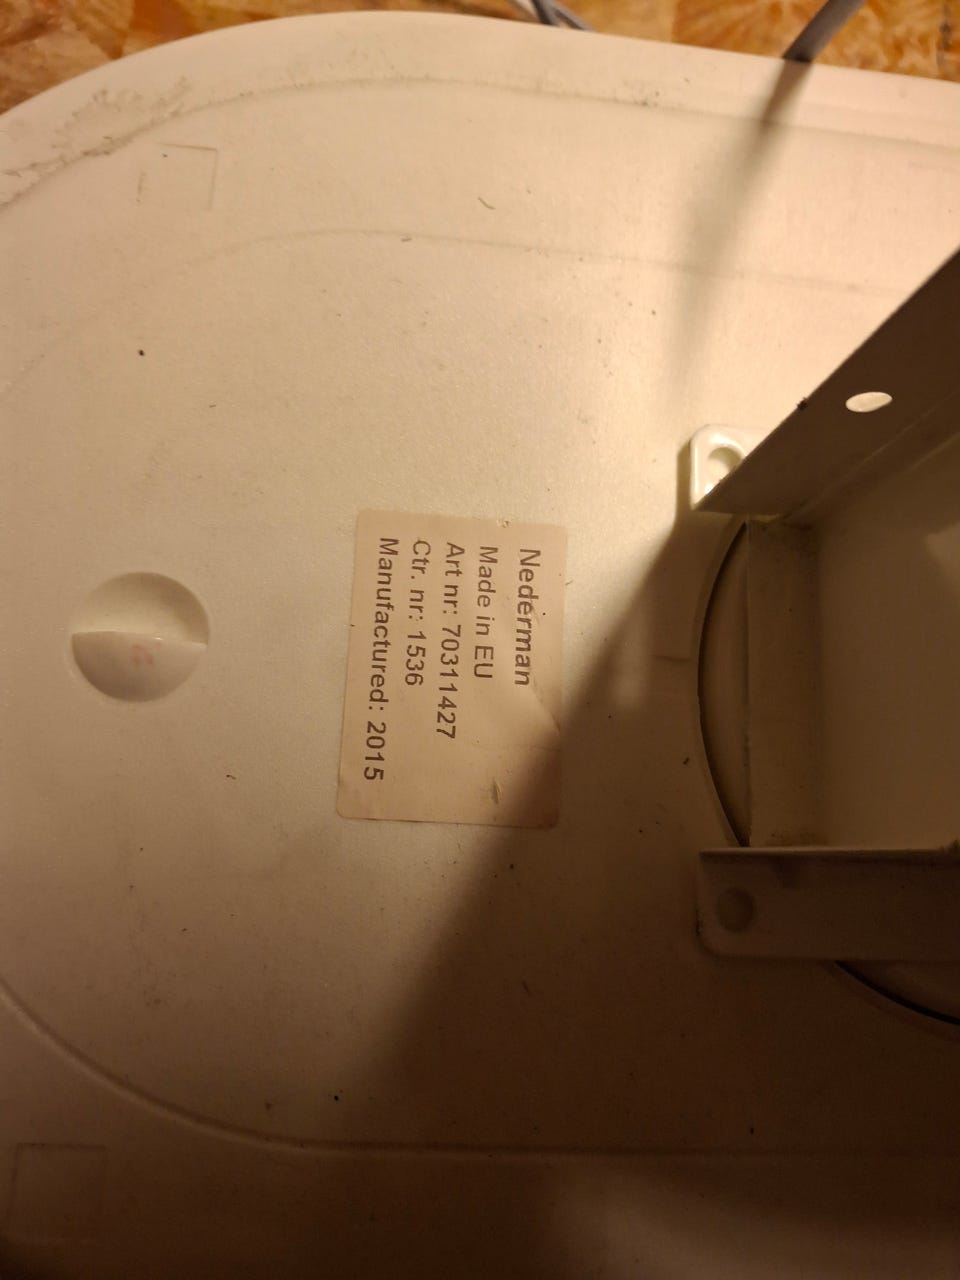 Nederman
Made in EU
Art nr: 70311427
Ctr. nr: 1536
Manufactured: 2015